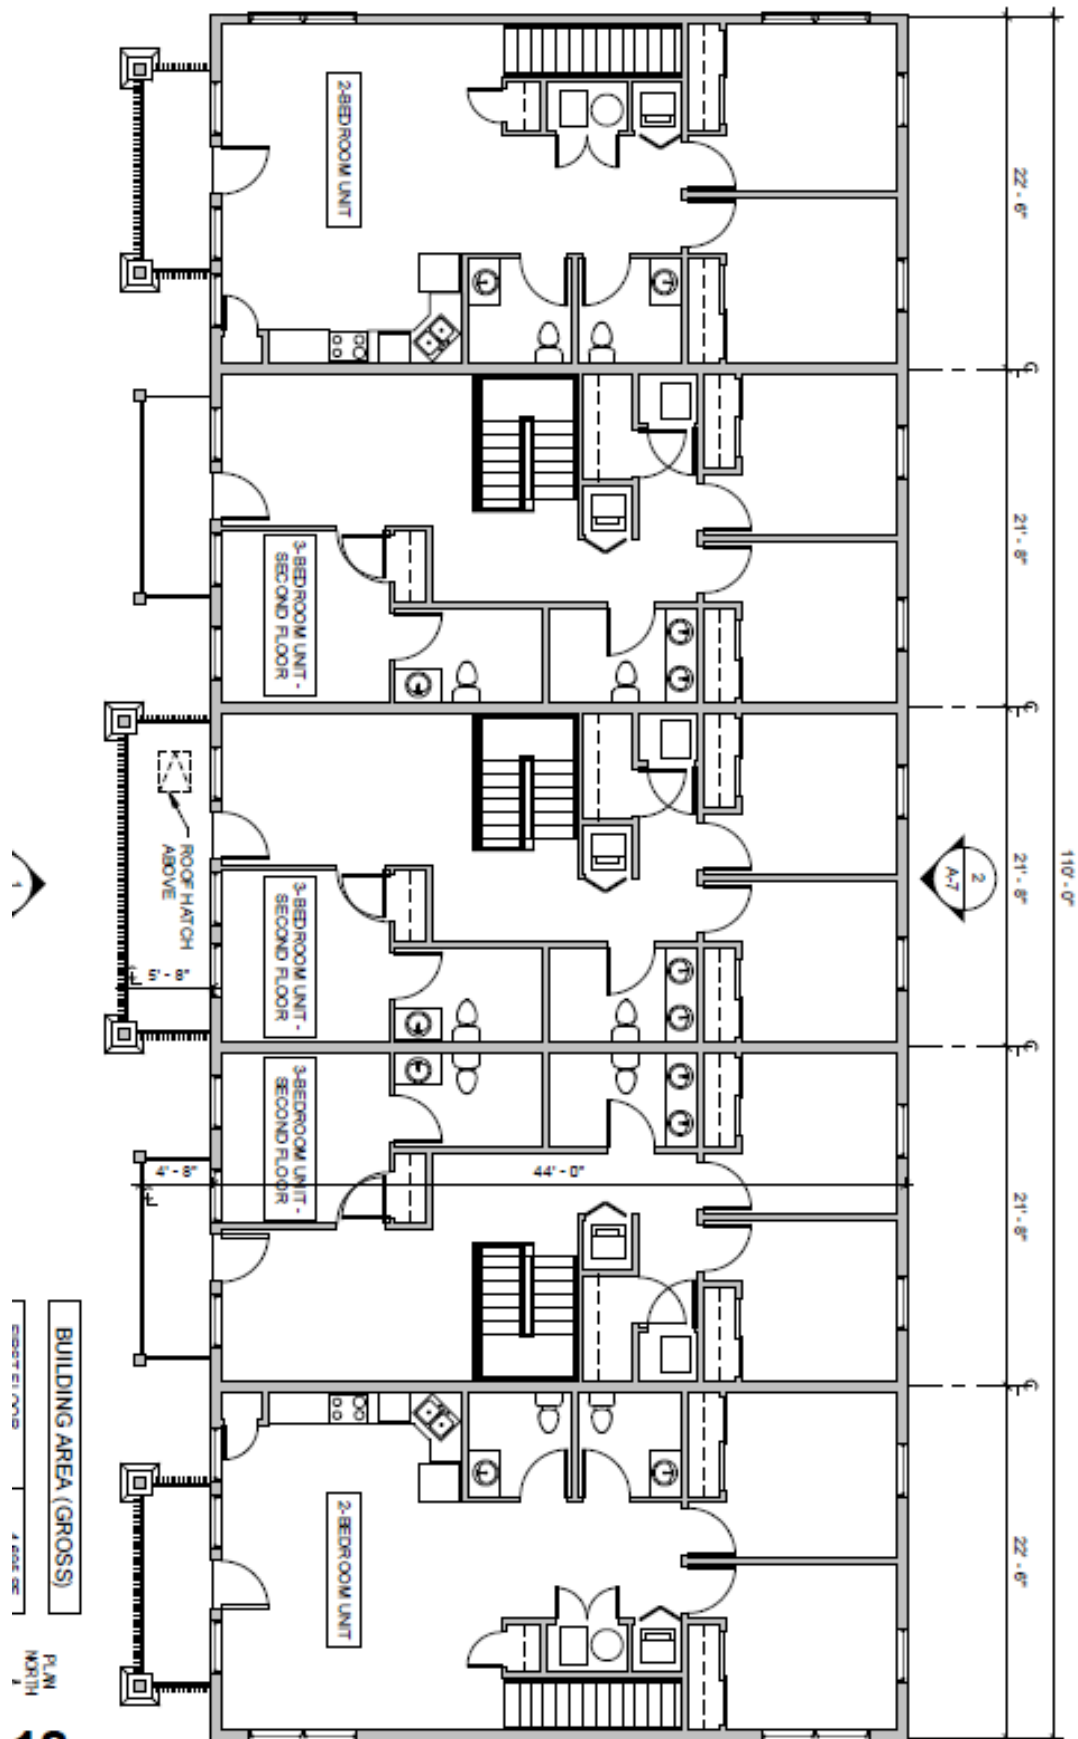 2-BEDROOM UNIT
22' - 6"
21' - 8"
3-BEDROOM UNIT -
SECOND FLOOR
ROOF HATCH
ABOVE
1
5' - 8"
3-BEDROOM UNIT -
SECOND FLOOR
2
A-7
21' - 8"
110' - 0"
4' - 8"
3-BEDROOM UNIT -
SECOND FLOOR
44' - 0"
21' - 8"
BUILDING AREA (GROSS)
2-BEDROOM UNIT
22' - 6"
PLAN
NORTH